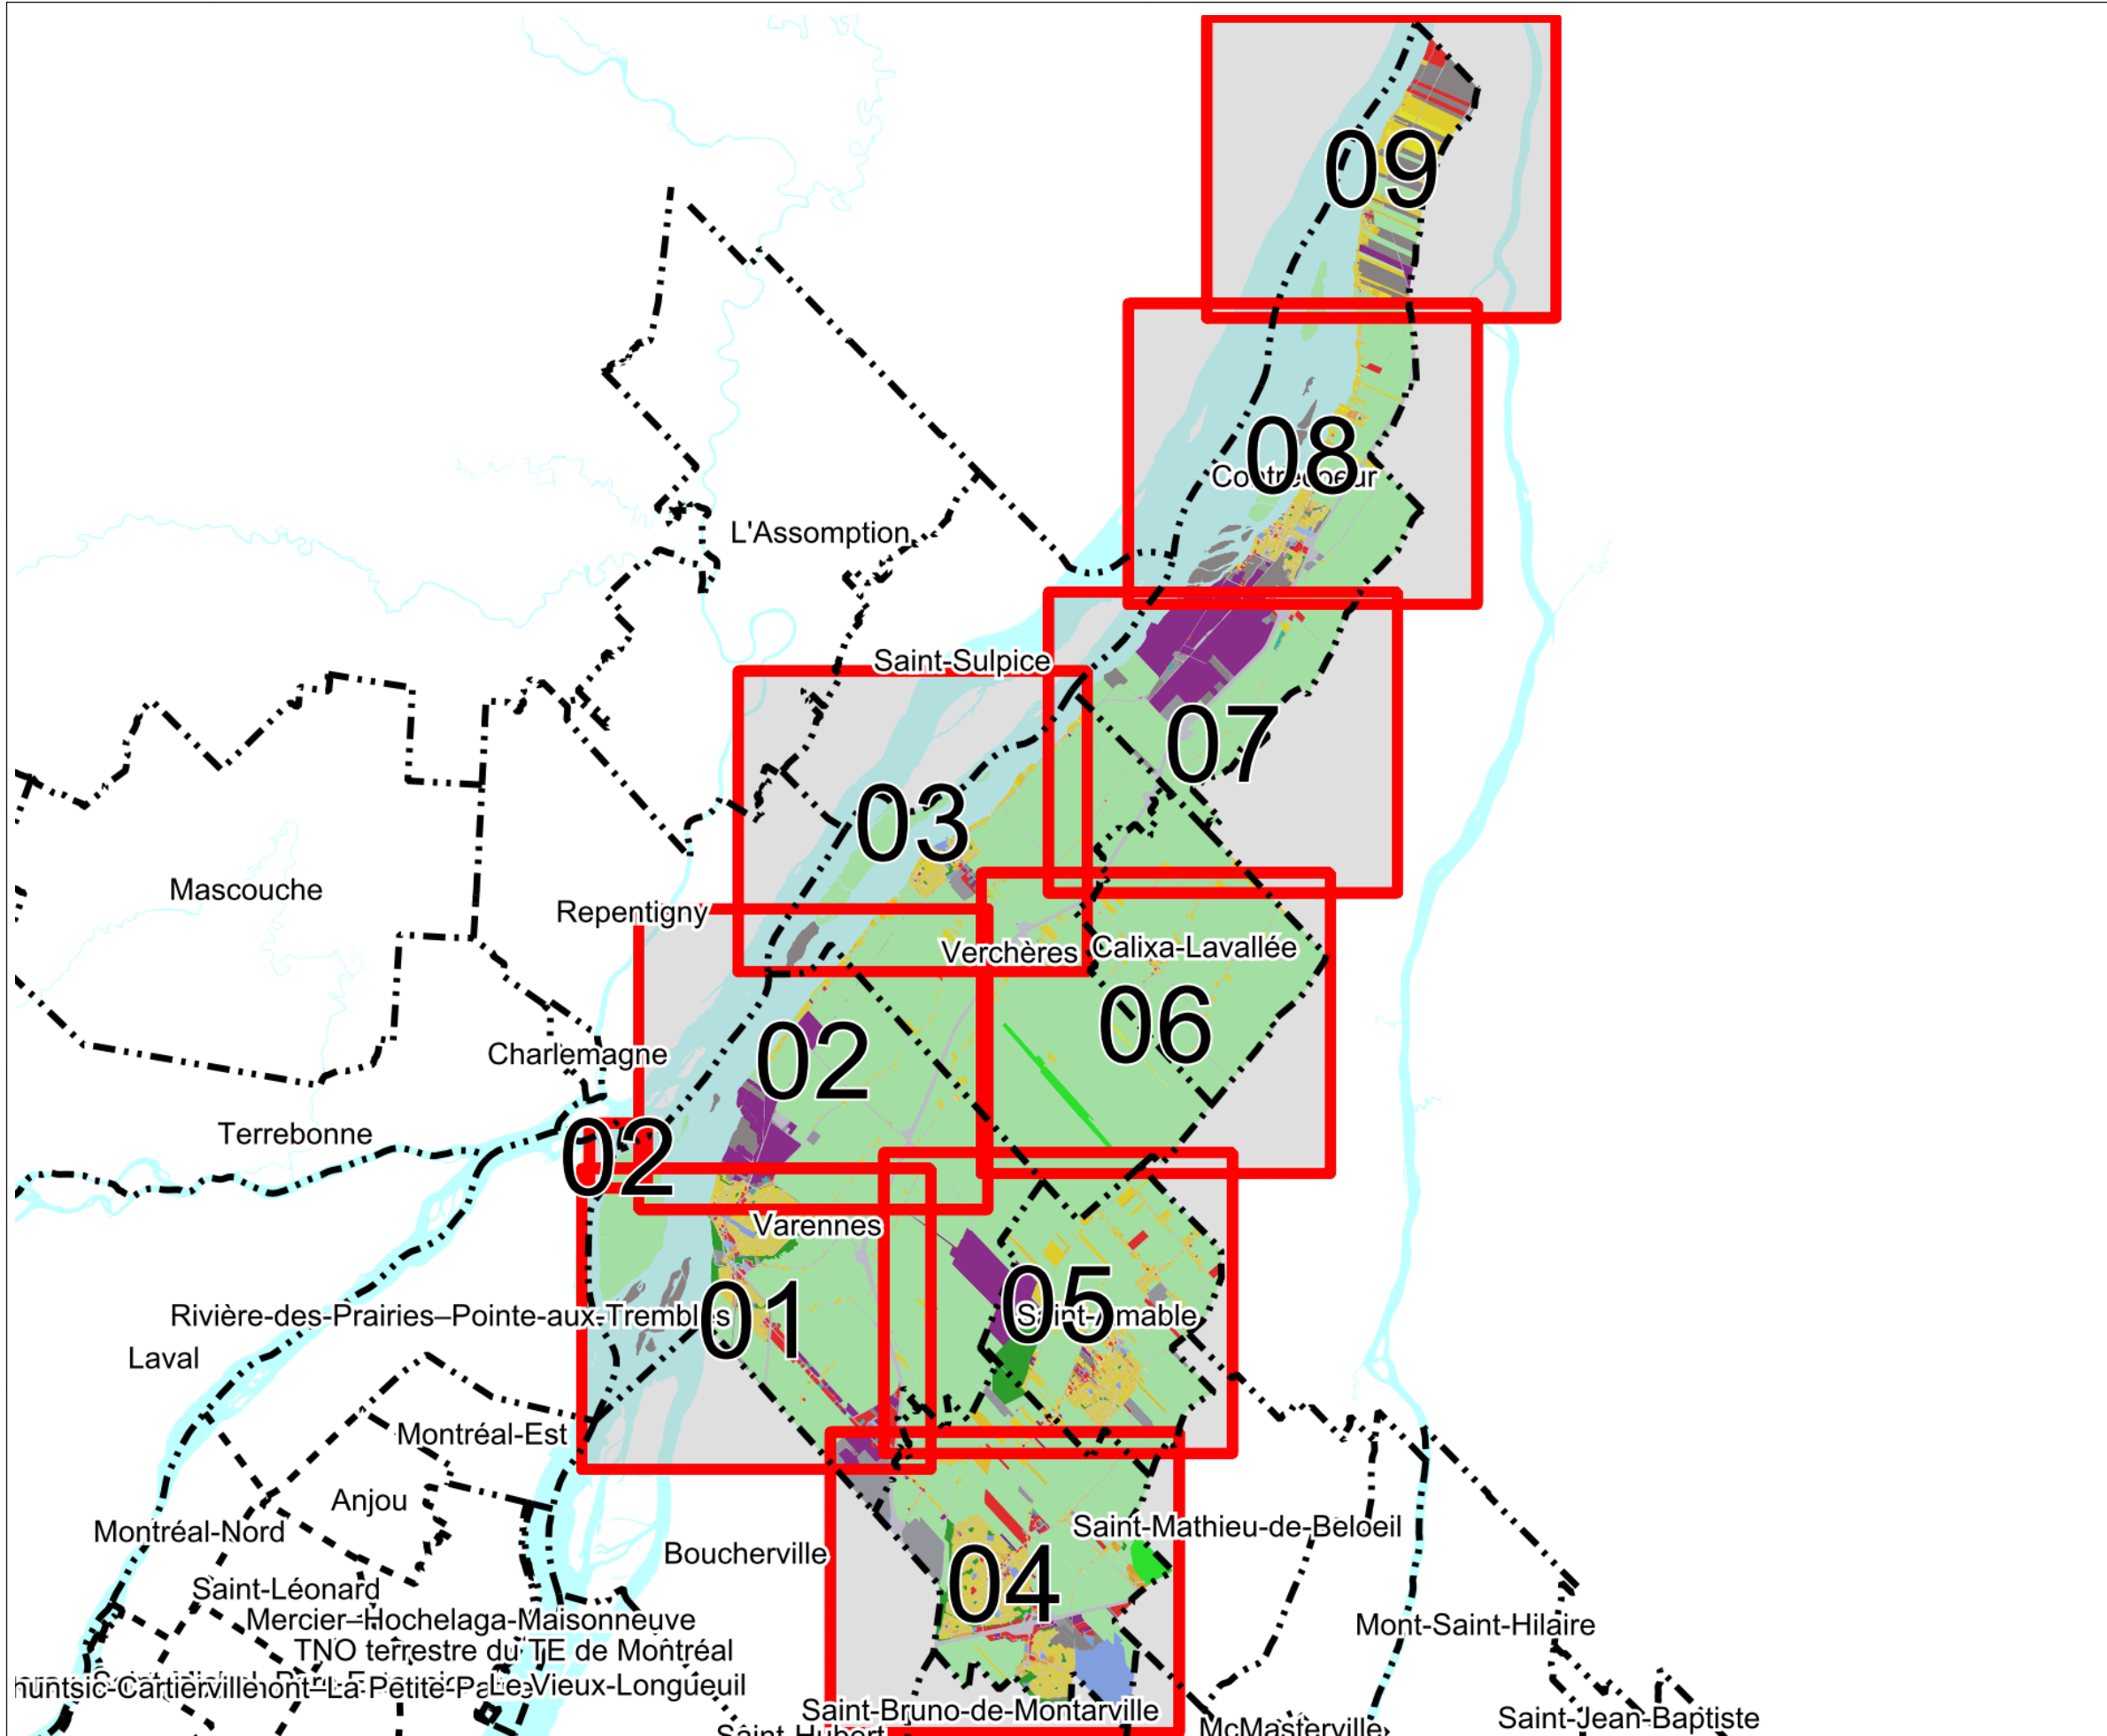 09
08
Contrecoeur
L'Assomption
Saint-Sulpice
07
03
Mascouche
Repentigny
Verchères
Calixa-Lavallée
06
02
Charlemagne
Terrebonne
02
Varennes
05
Rivière-des-Prairies–Pointe-aux-Trembles
01
Saint-Amable
Laval
Montréal-Est
Anjou
Montréal-Nord
Saint-Mathieu-de-Beloeil
Boucherville
04
Saint-Léonard
Mercier–Hochelaga-Maisonneuve
Mont-Saint-Hilaire
TNO terrestre du TE de Montréal
Le Vieux-Longueuil
Saint-Bruno-de-Montarville
Saint-Jean-Baptiste
Saint-Hubert
McMasterville